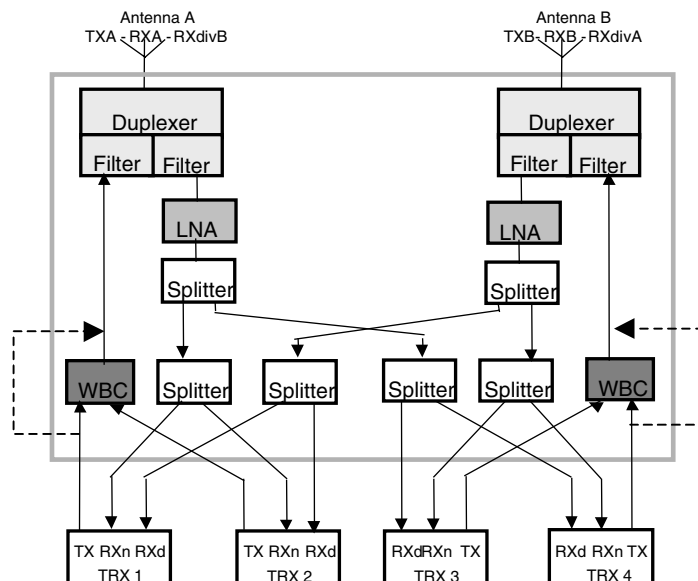 Antenna A
TXA - RXA - RXdivB
Antenna B
TXB- RXB - RXdivA
Duplexer
Duplexer
Filter
Filter
Filter
Filter
LNA
LNA
Splitter
Splitter
WBC
Splitter
Splitter
Splitter
Splitter
WBC
TX RXn RXd
TX RXn RXd
RXdRXn TX
RXd RXn TX
TRX 1
TRX 2
TRX 3
TRX 4